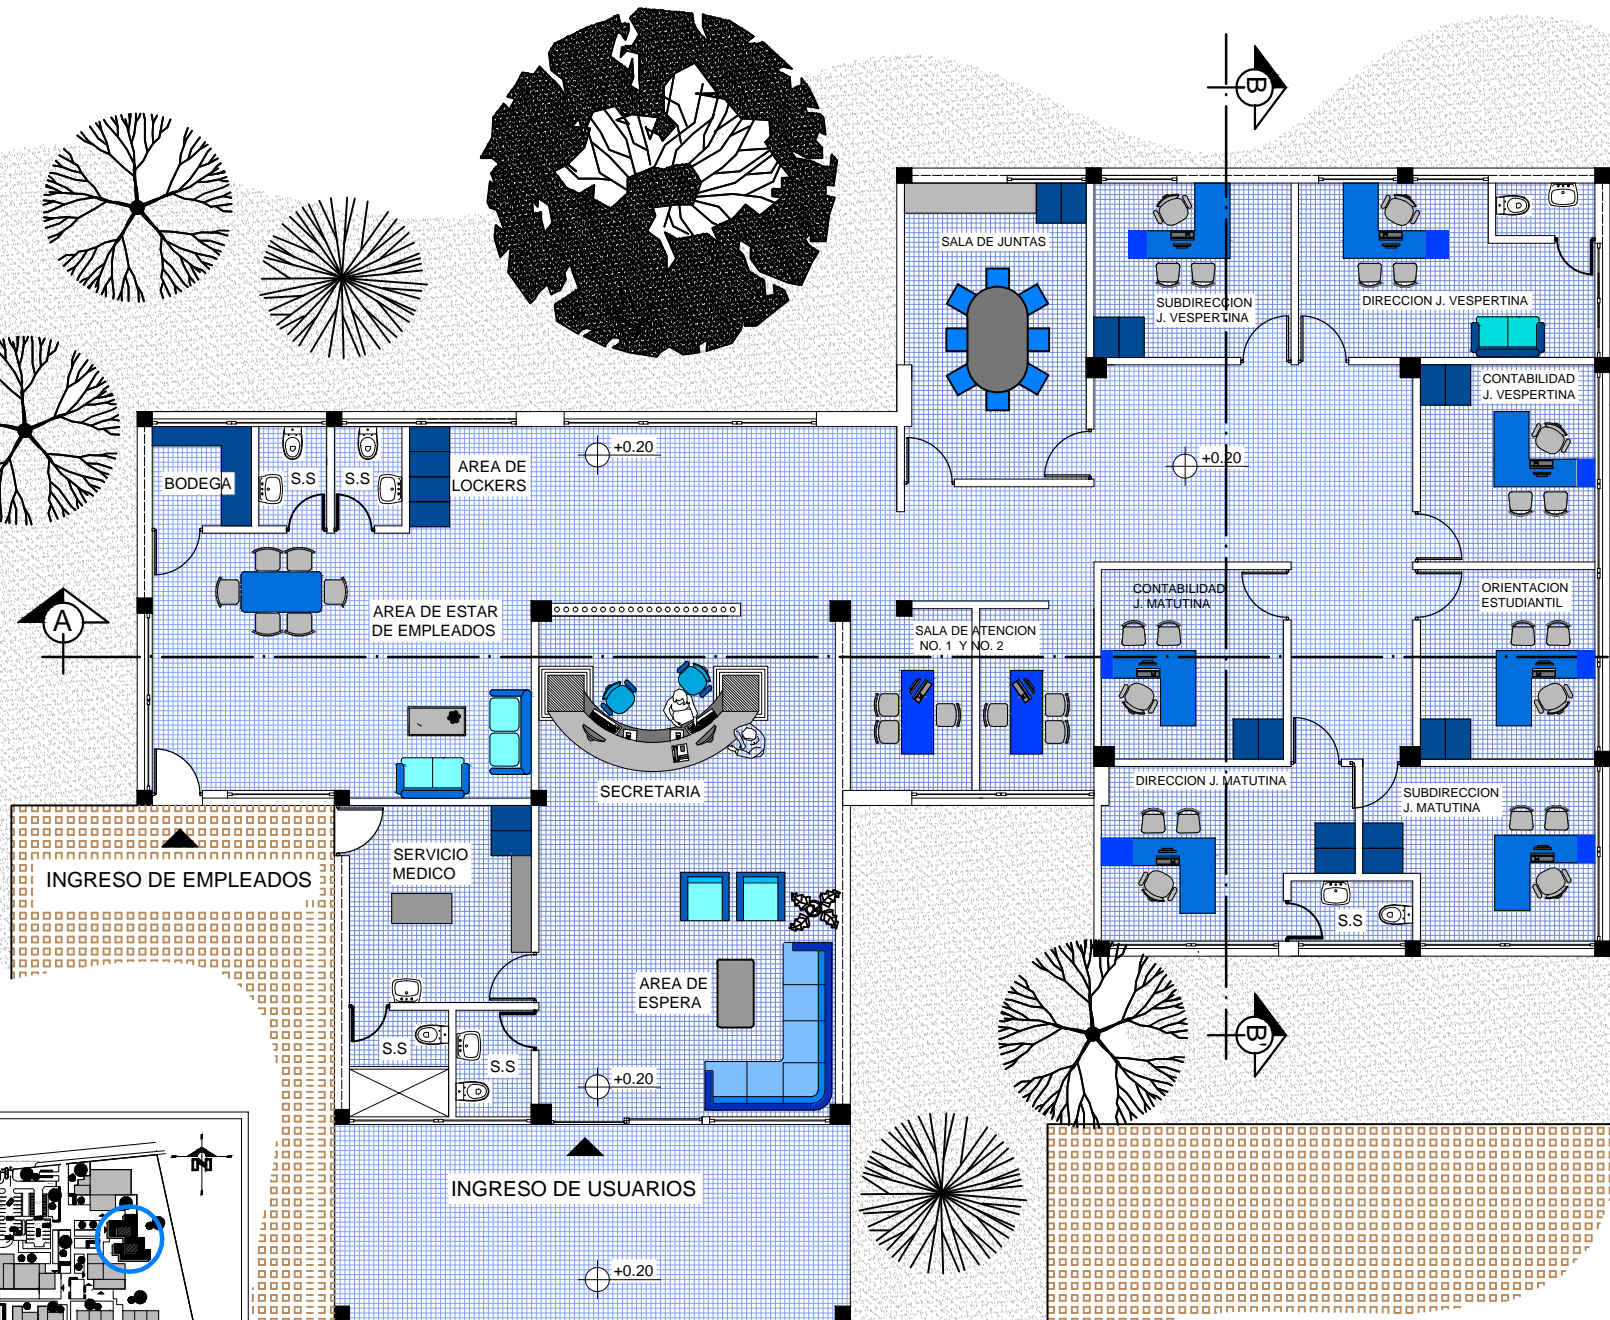 B
SALA DE JUNTAS
SUBDIRECCION
J. VESPERTINA
DIRECCION J. VESPERTINA
CONTABILIDAD
J. VESPERTINA
+0.20
+0.20
BODEGA
S.S
S.S
AREA DE
LOCKERS
A
AREA DE ESTAR
DE EMPLEADOS
SALA DE ATENCION
NO. 1 Y NO. 2
CONTABILIDAD
J. MATUTINA
ORIENTACION
ESTUDIANTIL
SECRETARIA
DIRECCION J. MATUTINA
SUBDIRECCION
J. MATUTINA
SERVICIO
MEDICO
INGRESO DE EMPLEADOS
S.S
AREA DE
ESPERA
S.S
S.S
B'
+0.20
N
INGRESO DE USUARIOS
+0.20